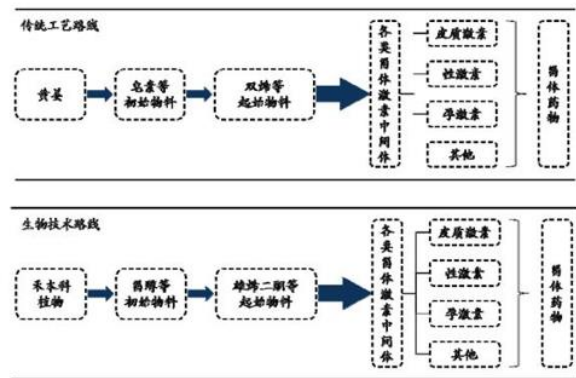 传统工艺路线
黄姜
皂素等
初始物料
双烯等
起始物料
各类甾体激素中间体
皮质激素
性激素
孕激素
其他
甾体药物
生物技术路线
禾本科
植物
甾醇等
初始物料
雄烯二酮等
起始物料
各类甾体激素中间体
皮质激素
性激素
孕激素
其他
甾体药物